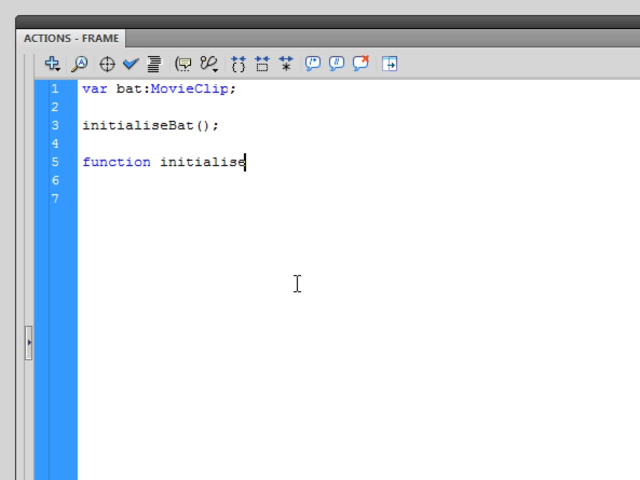 ACTIONS - FRAME
1 var bat:MovieClip;
2
3 initialiseBat();
4
5 function initialise
6
7